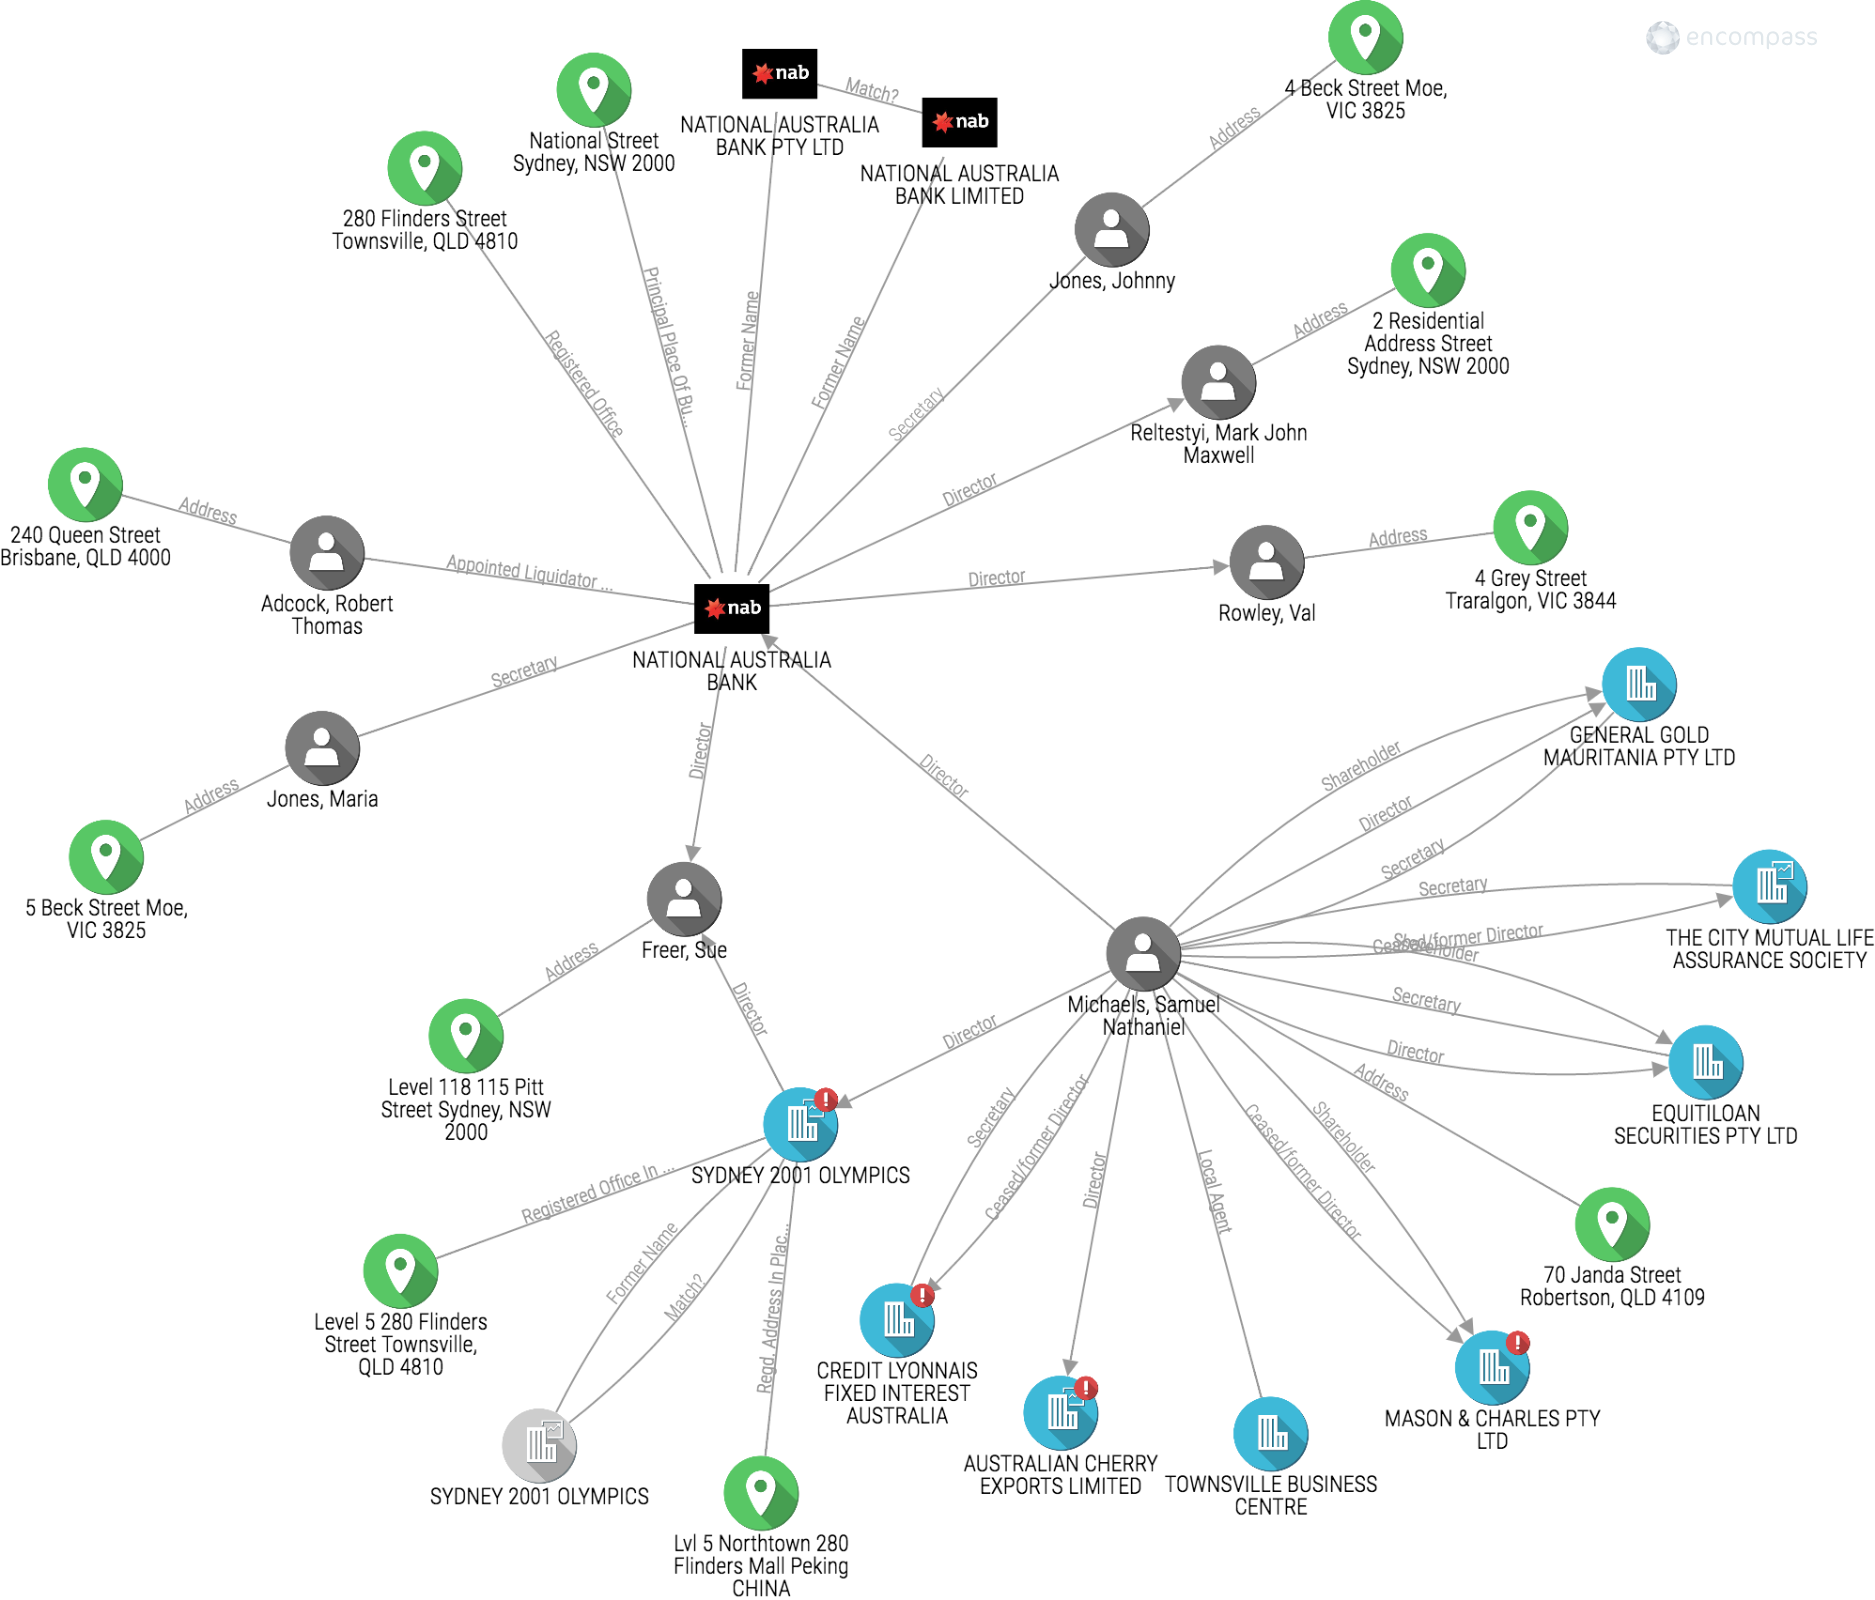 encompass
4 Beck Street Moe,
VIC 3825
Address
nab
NATIONAL AUSTRALIA
BANK PTY LTD
Match?
nab
NATIONAL AUSTRALIA
BANK LIMITED
National Street
Sydney, NSW 2000
280 Flinders Street
Townsville, QLD 4810
Jones, Johnny
2 Residential
Address Street
Sydney, NSW 2000
Address
Reltestyi, Mark John
Maxwell
Registered Office
Principal Place Of Bu...
Former Name
Former Name
Secretary
Director
240 Queen Street
Brisbane, QLD 4000
Address
Adcock, Robert
Thomas
Appointed Liquidator ...
Director
Rowley, Val
Address
4 Grey Street
Traralgon, VIC 3844
nab
NATIONAL AUSTRALIA
BANK
Secretary
Jones, Maria
Address
5 Beck Street Moe,
VIC 3825
Director
Director
GENERAL GOLD
MAURITANIA PTY LTD
Shareholder
Director
Secretary
Freer, Sue
Address
Level 118 115 Pitt
Street Sydney, NSW
2000
Director
Michaels, Samuel
Nathaniel
Secretary
Ceased/former Director
Shareholder
THE CITY MUTUAL LIFE
ASSURANCE SOCIETY
Secretary
Director
EQUITILOAN
SECURITIES PTY LTD
Director
Address
70 Janda Street
Robertson, QLD 4109
SYDNEY 2001 OLYMPICS
Registered Office In ...
Former Name
Match?
Regd. Address In Plac...
Level 5 280 Flinders
Street Townsville,
QLD 4810
SYDNEY 2001 OLYMPICS
Lvl 5 Northtown 280
Flinders Mall Peking
CHINA
Secretary
Ceased/former Director
Director
Local Agent
Ceased/former Director
Shareholder
CREDIT LYONNAIS
FIXED INTEREST
AUSTRALIA
AUSTRALIAN CHERRY
EXPORTS LIMITED
TOWNSVILLE BUSINESS
CENTRE
MASON & CHARLES PTY
LTD